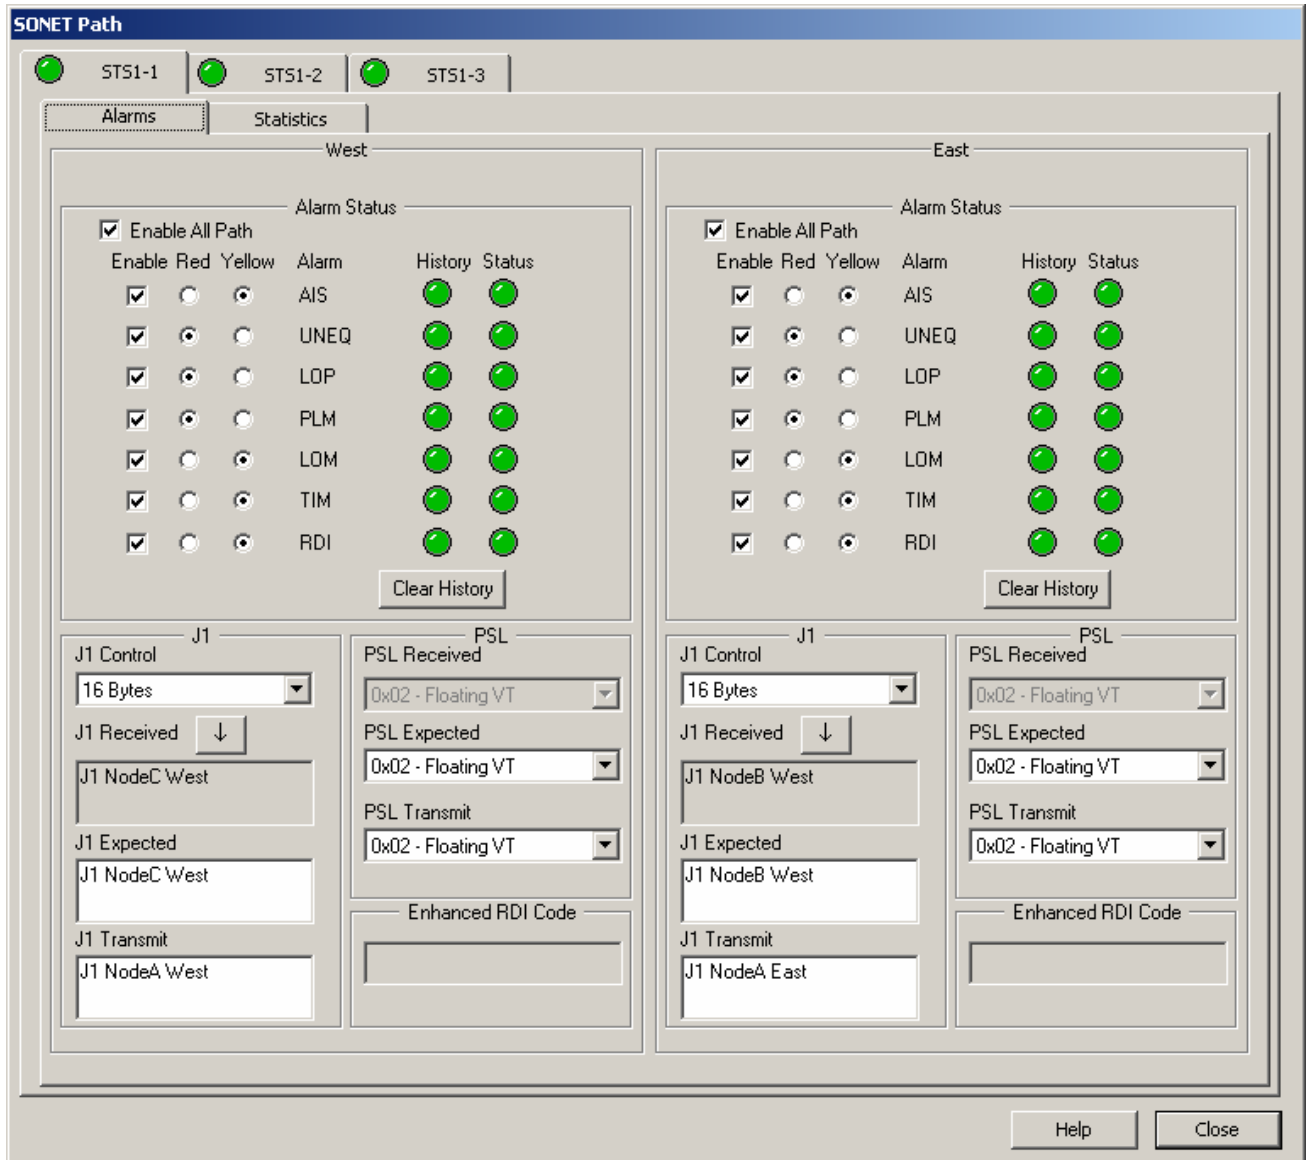 SONET Path
STS1-1 STS1-2 STS1-3
Alarms Statistics
West
Alarm Status
Enable All Path
Enable Red Yellow Alarm History Status
AIS
UNEQ
LOP
PLM
LOM
TIM
RDI
Clear History
J1
J1 Control
16 Bytes
J1 Received ↓
J1 NodeC West
J1 Expected
J1 NodeC West
J1 Transmit
J1 NodeA West
PSL
PSL Received
0x02 - Floating VT
PSL Expected
0x02 - Floating VT
PSL Transmit
0x02 - Floating VT
Enhanced RDI Code
East
Alarm Status
Enable All Path
Enable Red Yellow Alarm History Status
AIS
UNEQ
LOP
PLM
LOM
TIM
RDI
Clear History
J1
J1 Control
16 Bytes
J1 Received ↓
J1 NodeB West
J1 Expected
J1 NodeB West
J1 Transmit
J1 NodeA East
PSL
PSL Received
0x02 - Floating VT
PSL Expected
0x02 - Floating VT
PSL Transmit
0x02 - Floating VT
Enhanced RDI Code
Help Close